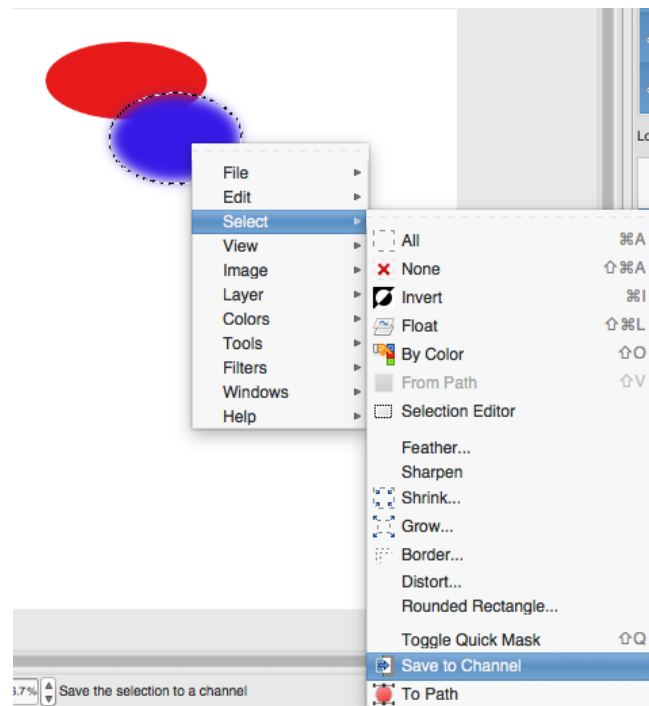 Lo
File
Edit
Select
View
Image
Layer
Colors
Tools
Filters
Windows
Help
All ⌘A
None ⇧⌘A
Invert ⌘I
Float ⇧⌘L
By Color ⇧O
From Path ⇧V
Selection Editor
Feather...
Sharpen
Shrink...
Grow...
Border...
Distort...
Rounded Rectangle...
Toggle Quick Mask ⇧Q
Save to Channel
To Path
.7% Save the selection to a channel